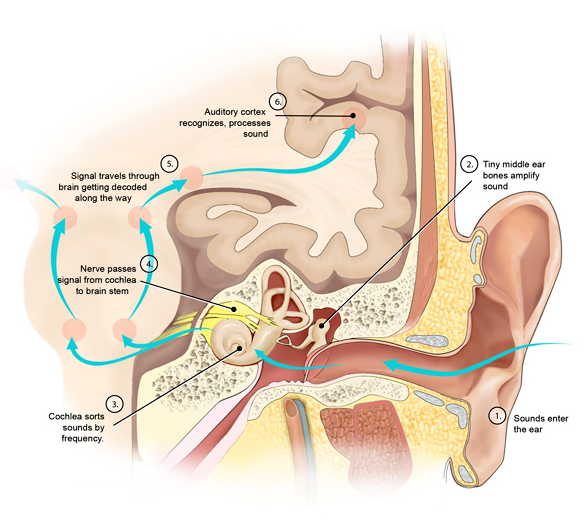 6.
Auditory cortex
recognizes, processes
sound
5.
Signal travels through
brain getting decoded
along the way
2.
Tiny middle ear
bones amplify
sound
4.
Nerve passes
signal from cochlea
to brain stem
3.
Cochlea sorts
sounds by
frequency.
1.
Sounds enter
the ear